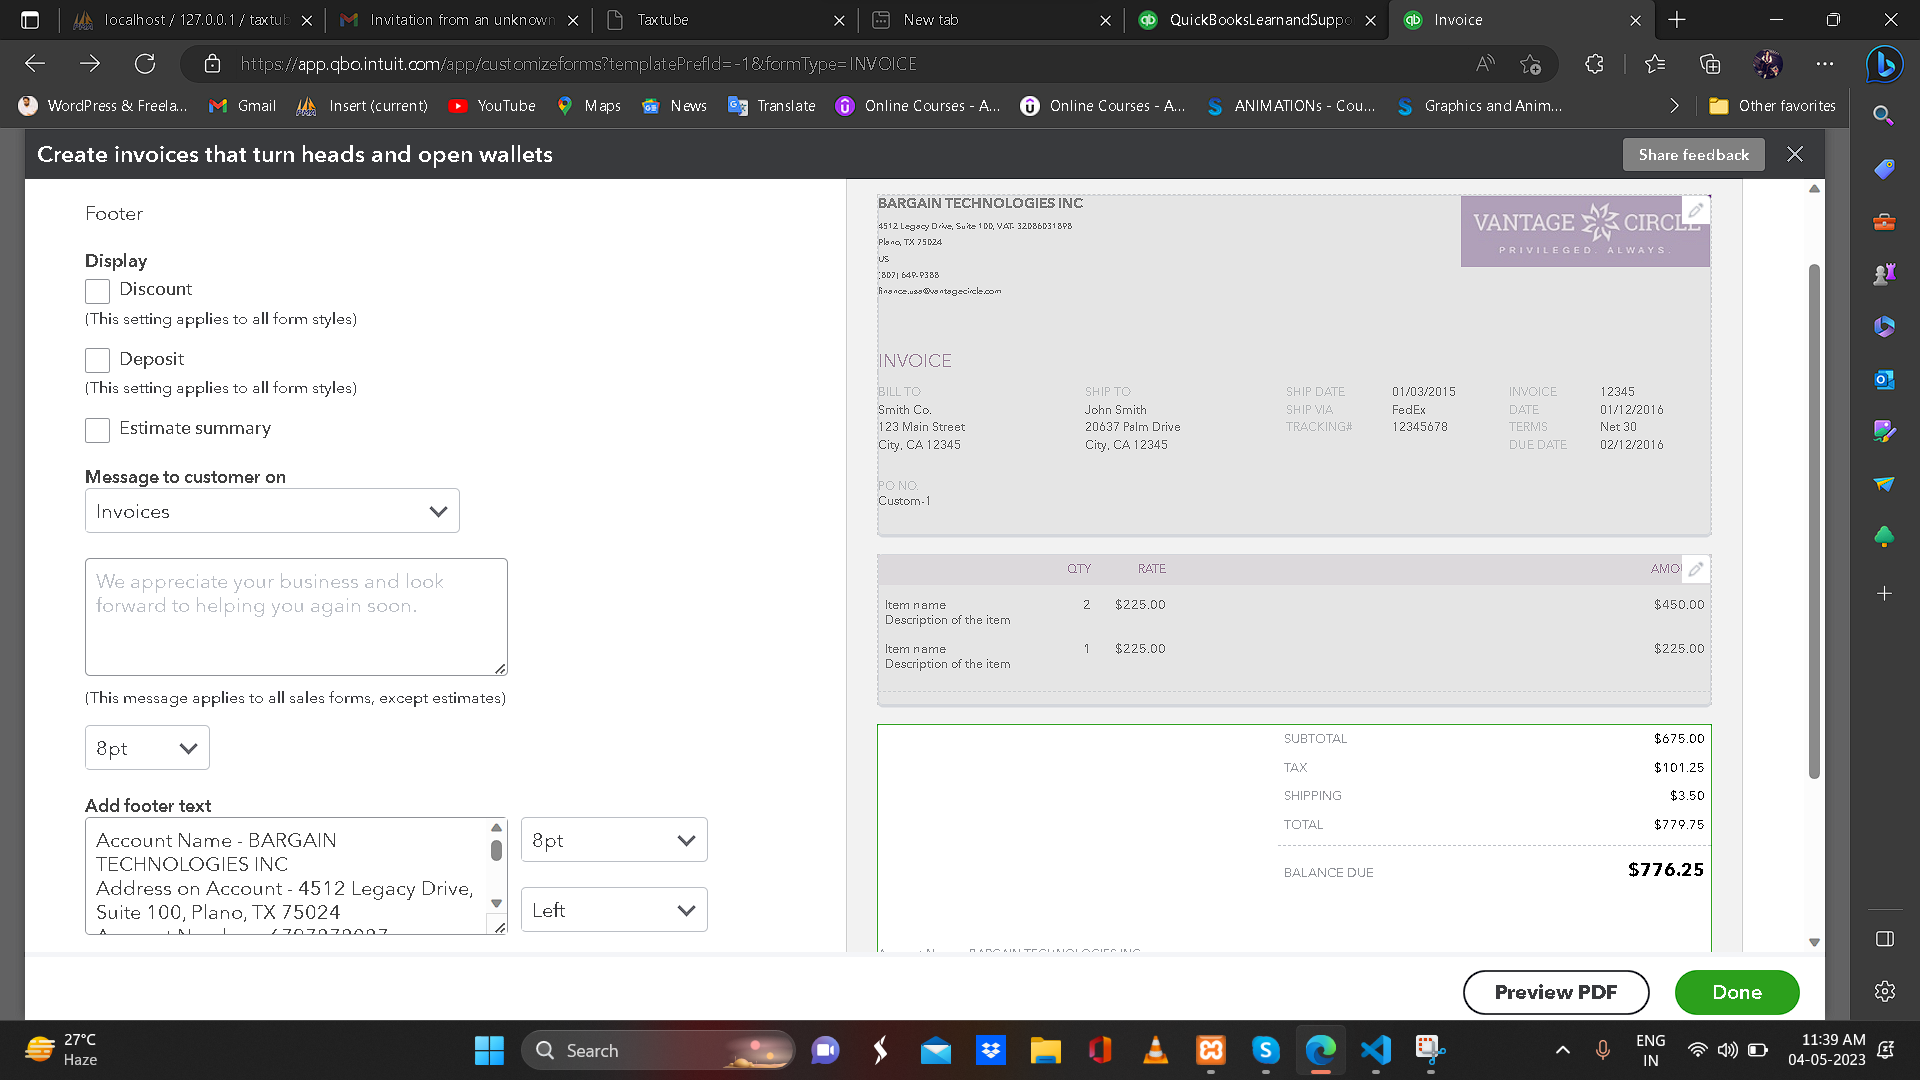 localhost / 127.0.0.1 / taxtub
Invitation from an unknown
Taxtube
New tab
QuickBooksLearnandSuppo
Invoice
https://app.qbo.intuit.com/app/customizeforms?templatePrefId=-1&formType=INVOICE
WordPress & Freela...
Gmail
Insert (current)
YouTube
Maps
News
Translate
Online Courses - A...
Online Courses - A...
ANIMATIONs - Cou...
Graphics and Anim...
Other favorites
Create invoices that turn heads and open wallets
Share feedback
Footer
Display
Discount
(This setting applies to all form styles)
Deposit
(This setting applies to all form styles)
Estimate summary
Message to customer on
Invoices
We appreciate your business and look
forward to helping you again soon.
(This message applies to all sales forms, except estimates)
8pt
Add footer text
Account Name - BARGAIN
TECHNOLOGIES INC
Address on Account - 4512 Legacy Drive,
Suite 100, Plano, TX 75024
8pt
Left
BARGAIN TECHNOLOGIES INC
4512 Legacy Drive, Suite 100, VAT- 32086031898
Plano, TX 75024
US
(807) 649-9388
finance.usa@vantagecircle.com
VANTAGE CIRCLE
PRIVILEGED. ALWAYS.
INVOICE
BILL TO
Smith Co.
123 Main Street
City, CA 12345
SHIP TO
John Smith
20637 Palm Drive
City, CA 12345
SHIP DATE 01/03/2015
SHIP VIA FedEx
TRACKING# 12345678
INVOICE 12345
DATE 01/12/2016
TERMS Net 30
DUE DATE 02/12/2016
PO NO.
Custom-1
QTY RATE AMO
Item name 2 $225.00 $450.00
Description of the item
Item name 1 $225.00 $225.00
Description of the item
SUBTOTAL $675.00
TAX $101.25
SHIPPING $3.50
TOTAL $779.75
BALANCE DUE $776.25
Preview PDF
Done
27°C
Haze
Search
ENG
IN
11:39 AM
04-05-2023